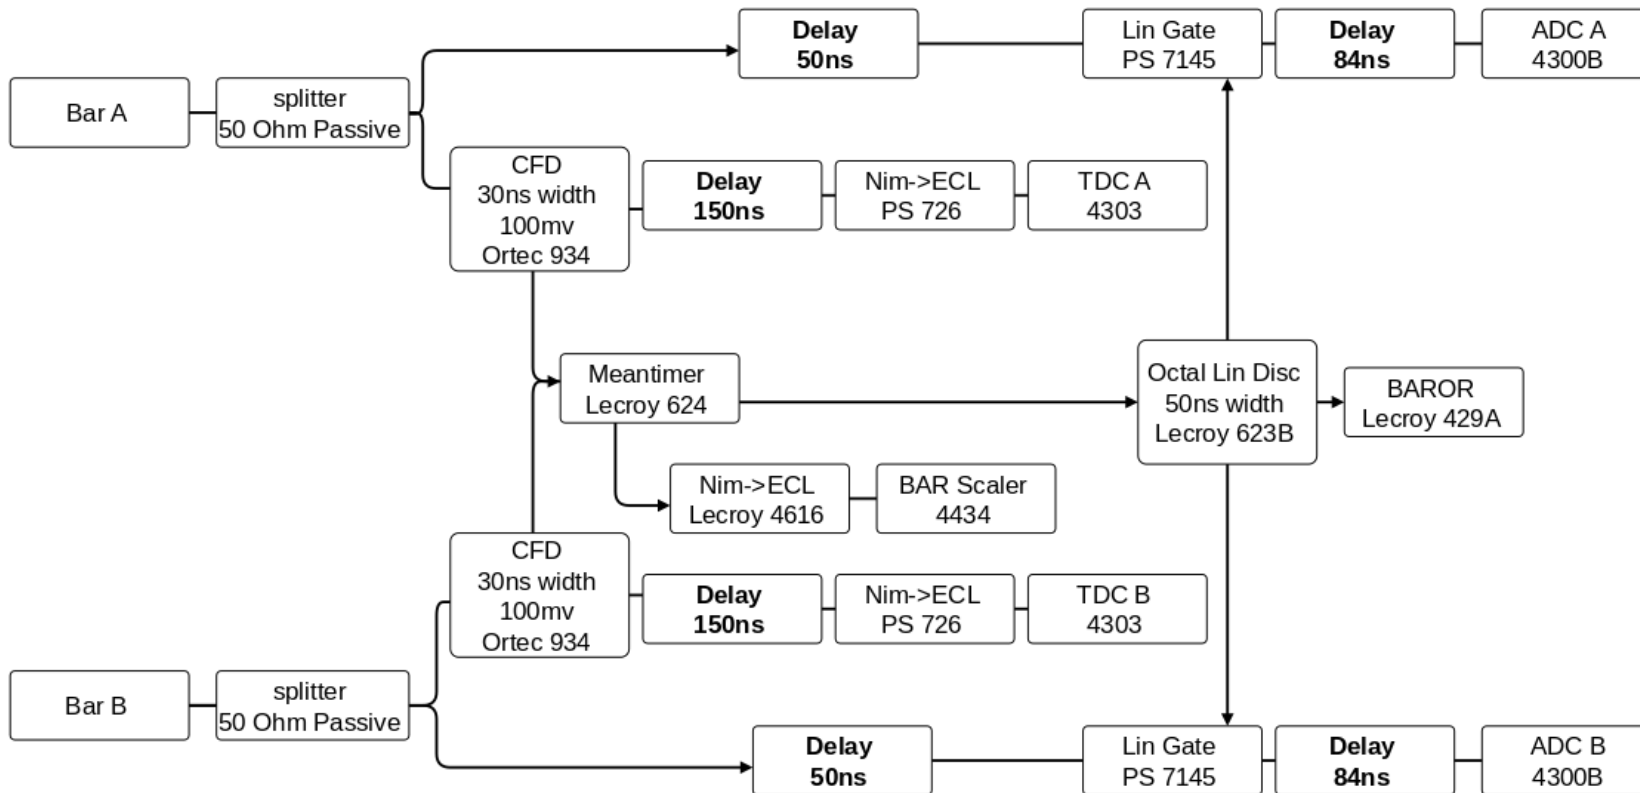 Delay
50ns
Lin Gate
PS 7145
Delay
84ns
ADC A
4300B
Bar A
splitter
50 Ohm Passive
CFD
30ns width
100mv
Ortec 934
Delay
150ns
Nim->ECL
PS 726
TDC A
4303
Meantimer
Lecroy 624
Octal Lin Disc
50ns width
Lecroy 623B
BAROR
Lecroy 429A
Nim->ECL
Lecroy 4616
BAR Scaler
4434
CFD
30ns width
100mv
Ortec 934
Delay
150ns
Nim->ECL
PS 726
TDC B
4303
Bar B
splitter
50 Ohm Passive
Delay
50ns
Lin Gate
PS 7145
Delay
84ns
ADC B
4300B